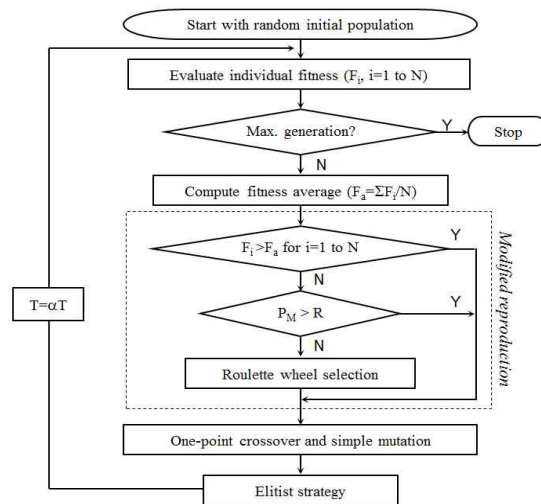 Start with random initial population
Evaluate individual fitness (Fᵢ, i=1 to N)
Max. generation?
Y
Stop
N
Compute fitness average (Fₐ=ΣFᵢ/N)
Fᵢ >Fₐ for i=1 to N
Y
N
Modified reproduction
T=αT
P_M > R
Y
N
Roulette wheel selection
One-point crossover and simple mutation
Elitist strategy